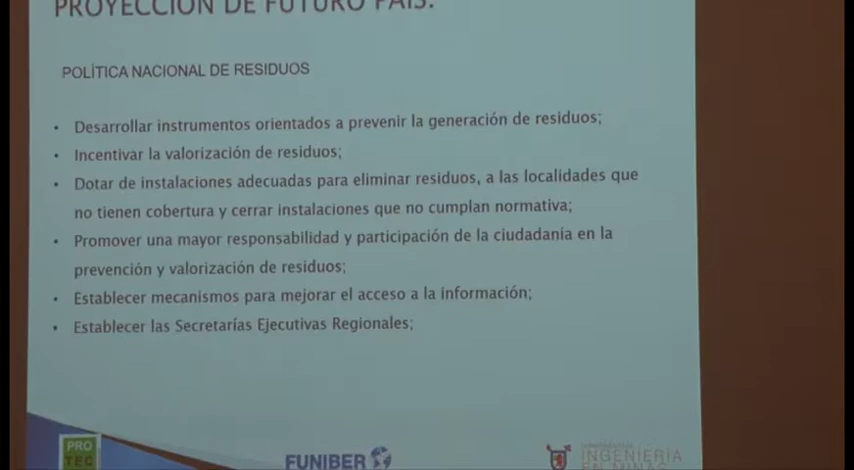 PROYECCIÓN DE FUTURO PAÍS.
POLÍTICA NACIONAL DE RESIDUOS
• Desarrollar instrumentos orientados a prevenir la generación de residuos;
• Incentivar la valorización de residuos;
• Dotar de instalaciones adecuadas para eliminar residuos, a las localidades que
no tienen cobertura y cerrar instalaciones que no cumplan normativa;
• Promover una mayor responsabilidad y participación de la ciudadanía en la
prevención y valorización de residuos;
• Establecer mecanismos para mejorar el acceso a la información;
• Establecer las Secretarías Ejecutivas Regionales;
PRO
TEC
FUNIBER
INGENIERÍA
EN MINAS